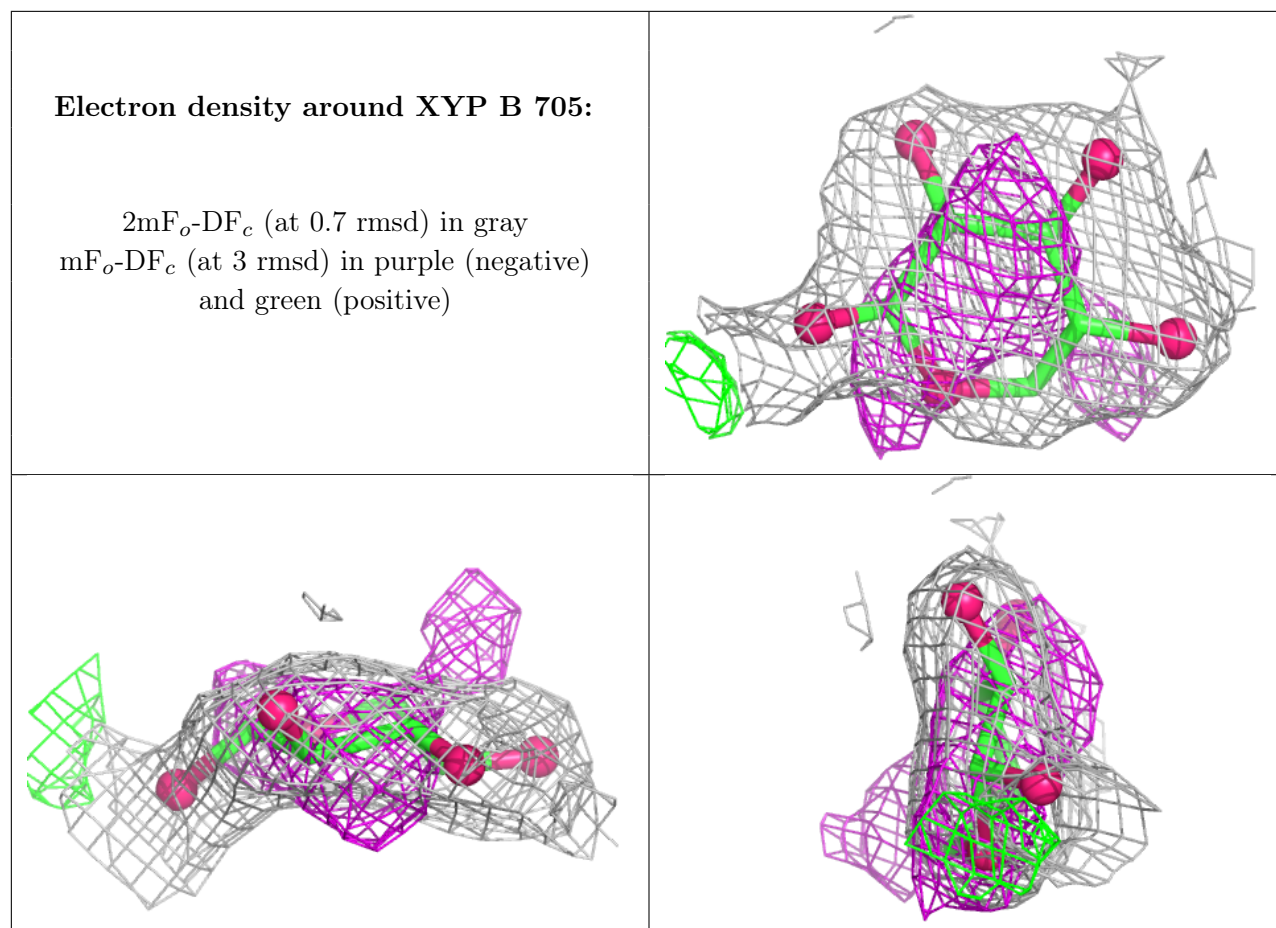 Electron density around XYP B 705:
2mFo-DFc (at 0.7 rmsd) in gray
mFo-DFc (at 3 rmsd) in purple (negative)
and green (positive)